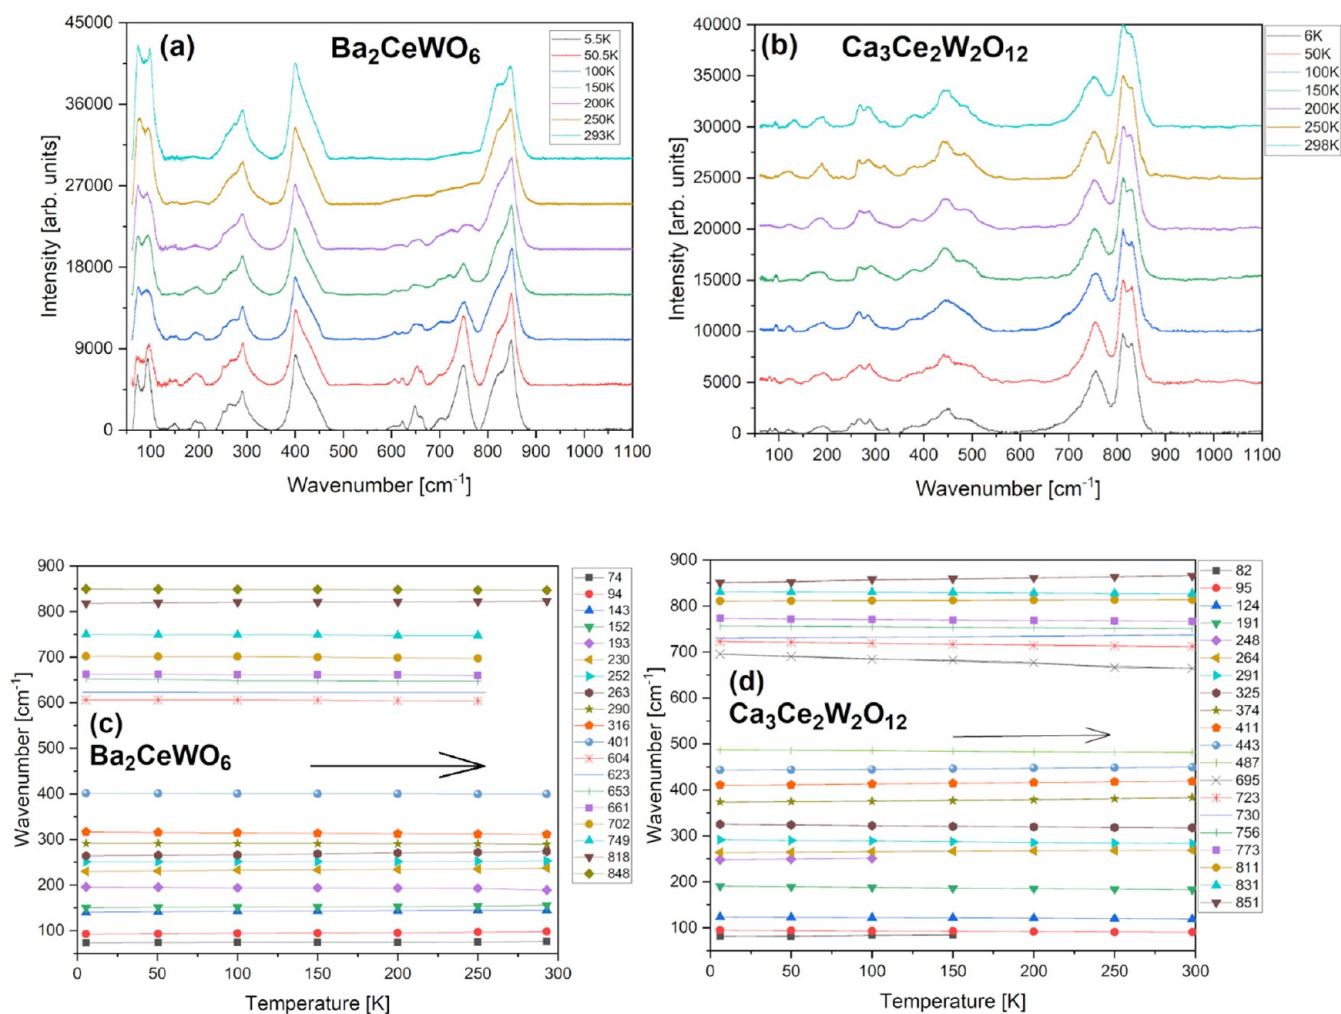 (a)
Ba₂CeWO₆
45000
36000
27000
18000
9000
0
Intensity [arb. units]
5.5K
50.5K
100K
150K
200K
250K
293K
100 200 300 400 500 600 700 800 900 1000 1100
Wavenumber [cm⁻¹]
(b)
Ca₃Ce₂W₂O₁₂
40000
35000
30000
25000
20000
15000
10000
5000
0
Intensity [arb. units]
6K
50K
100K
150K
200K
250K
298K
100 200 300 400 500 600 700 800 900 1000 1100
Wavenumber [cm⁻¹]
900
800
700
600
500
400
300
200
100
Wavenumber [cm⁻¹]
(c)
Ba₂CeWO₆
0 50 100 150 200 250 300
Temperature [K]
74
94
143
152
193
230
252
263
290
316
401
604
623
653
661
702
749
818
848
900
800
700
600
500
400
300
200
100
Wavenumber [cm⁻¹]
(d)
Ca₃Ce₂W₂O₁₂
0 50 100 150 200 250 300
Temperature [K]
82
95
124
191
248
264
291
325
374
411
443
487
695
723
730
756
773
811
831
851